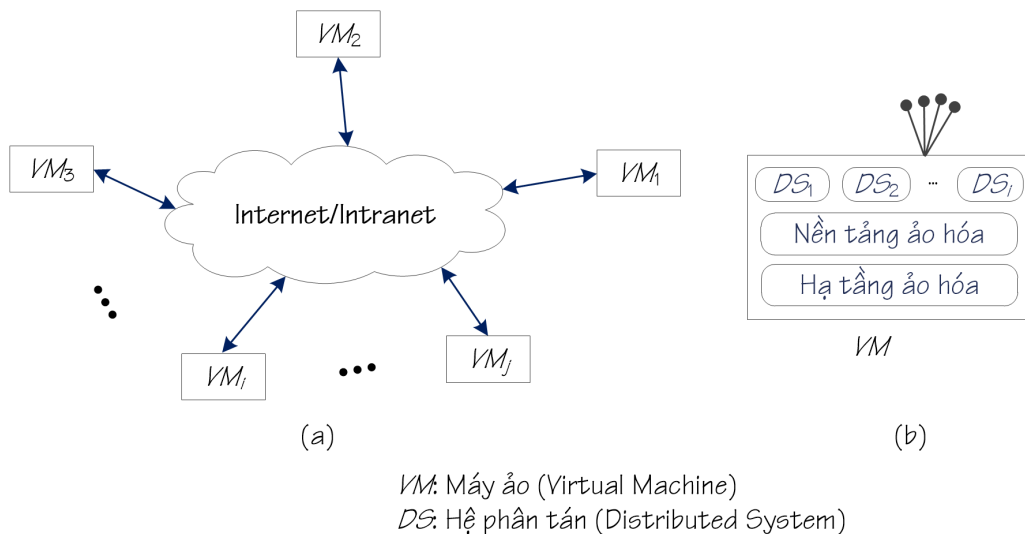 VM₂
VM₃
VM₁
Internet/Intranet
VMᵢ
VMⱼ
(a)
DS₁ DS₂ ... DSᵢ
Nền tảng ảo hóa
Hạ tầng ảo hóa
VM
(b)
VM: Máy ảo (Virtual Machine)
DS: Hệ phân tán (Distributed System)